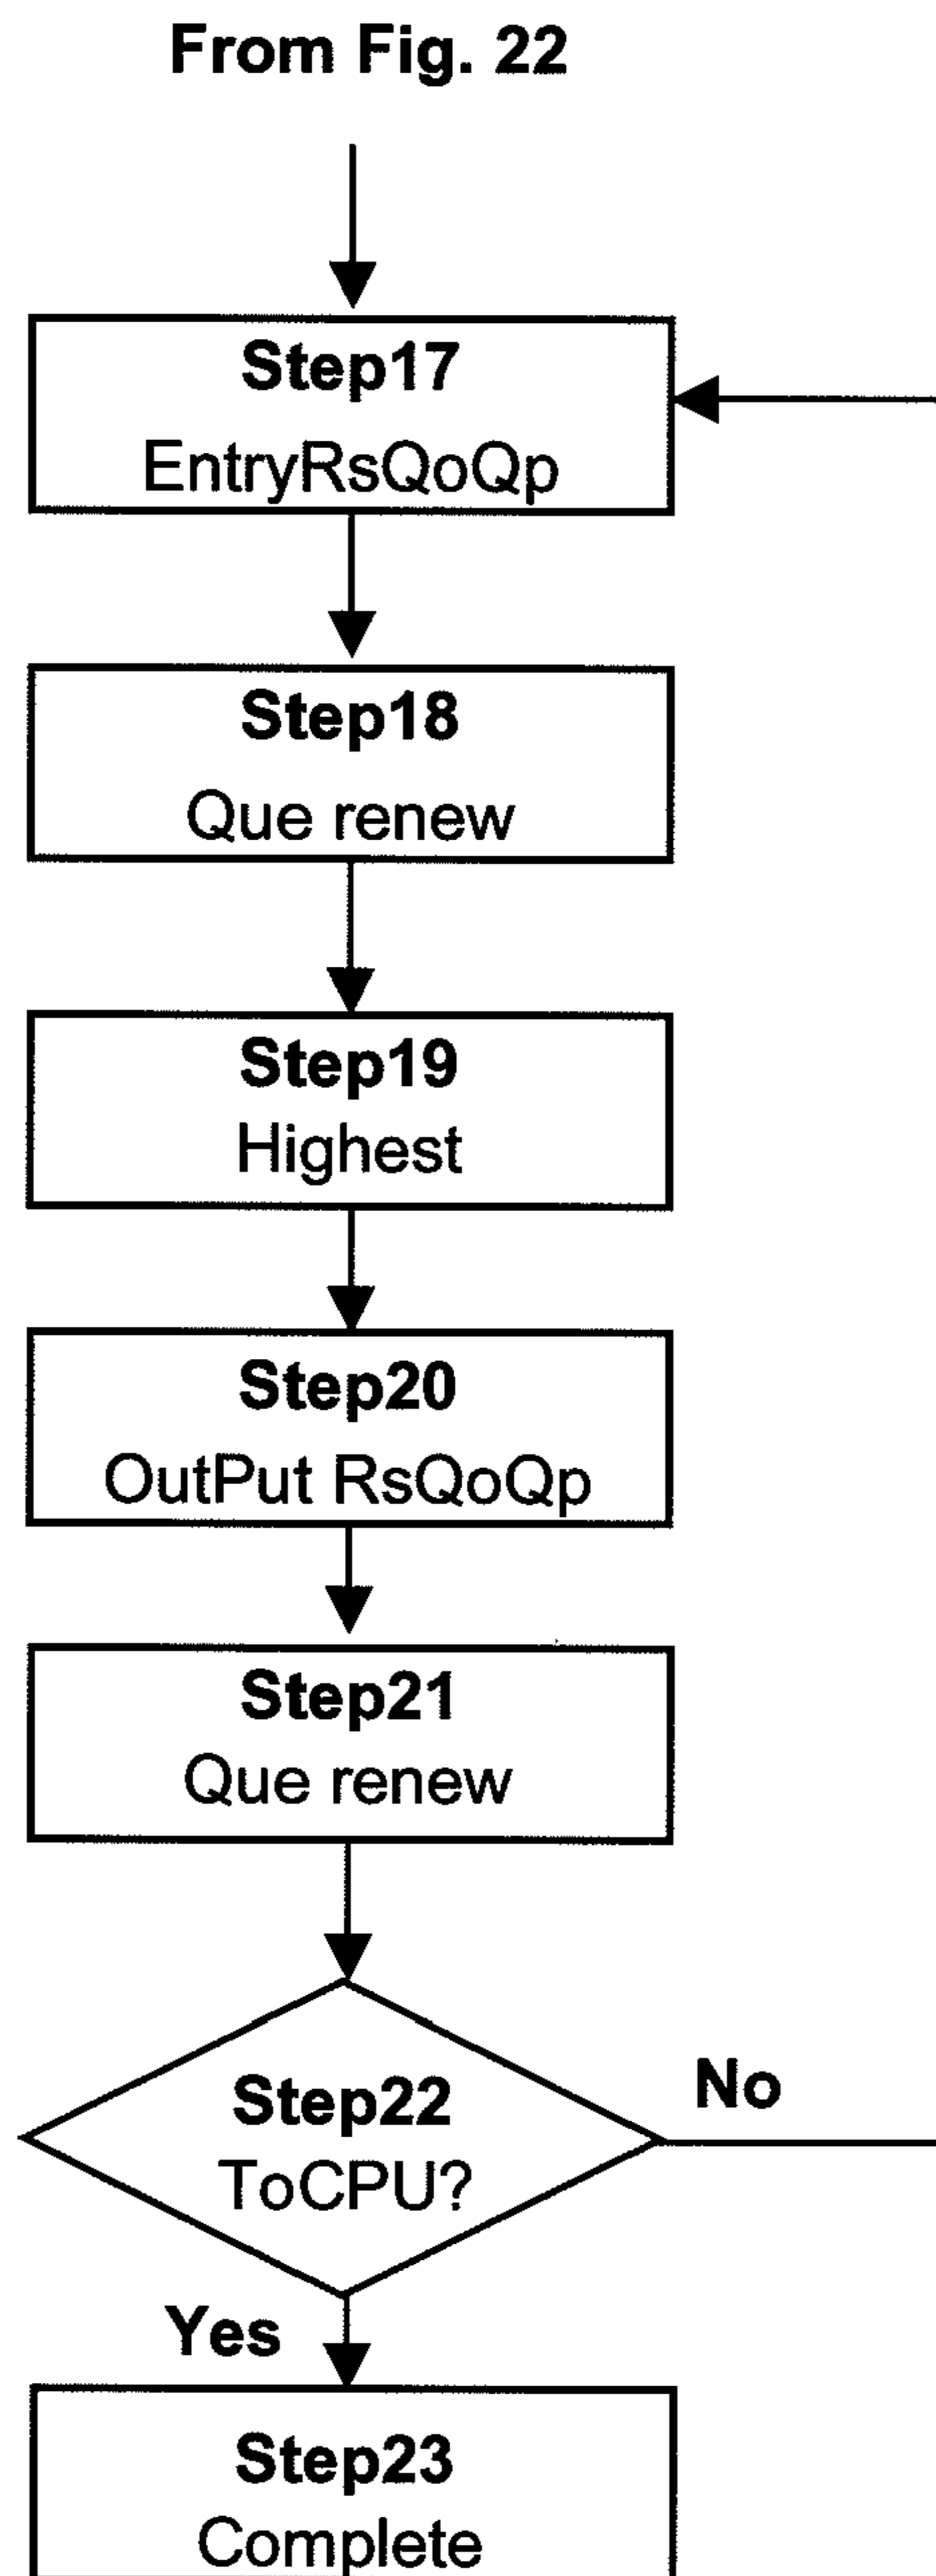 From Fig. 22
Step17
EntryRsQoQp
Step18
Que renew
Step19
Highest
Step20
OutPut RsQoQp
Step21
Que renew
Step22
ToCPU?
No
Yes
Step23
Complete